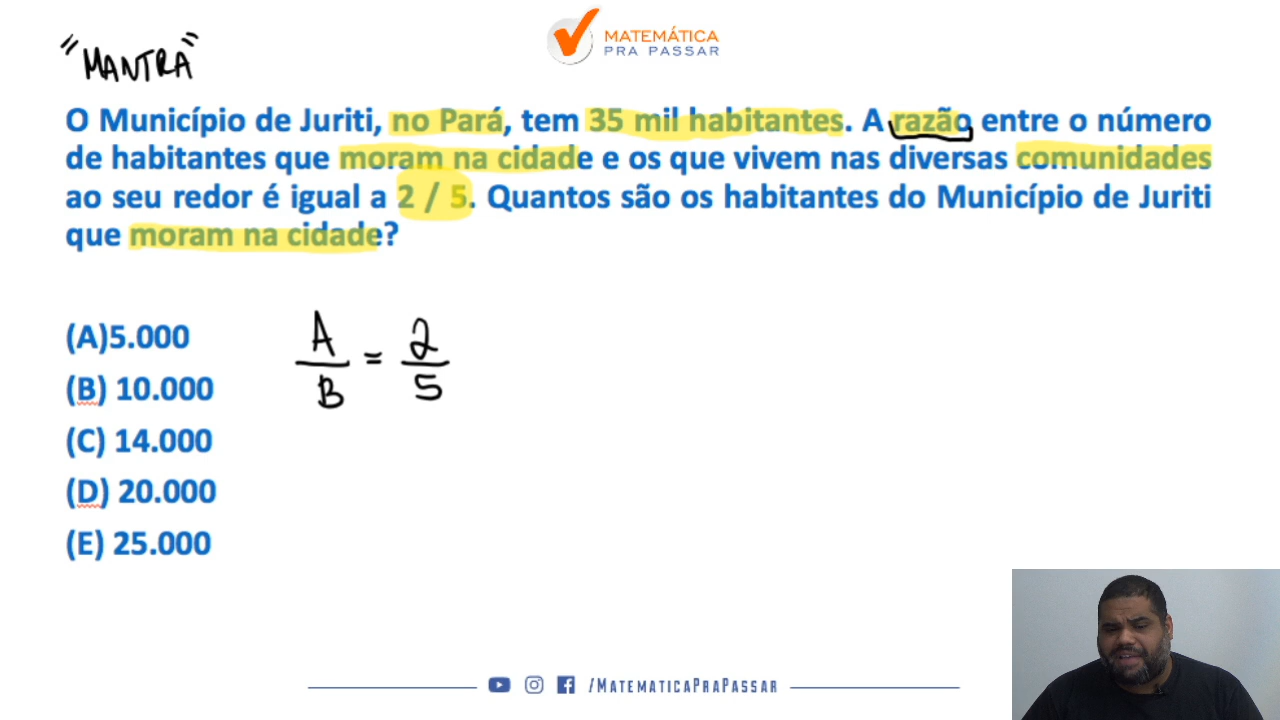 "MANTRA"
MATEMÁTICA
PRA PASSAR
O Município de Juriti, no Pará, tem 35 mil habitantes. A razão entre o número
de habitantes que moram na cidade e os que vivem nas diversas comunidades
ao seu redor é igual a 2 / 5. Quantos são os habitantes do Município de Juriti
que moram na cidade?
(A)5.000
(B) 10.000
(C) 14.000
(D) 20.000
(E) 25.000
A/B = 2/5
/MATEMATICAPRAPASSAR